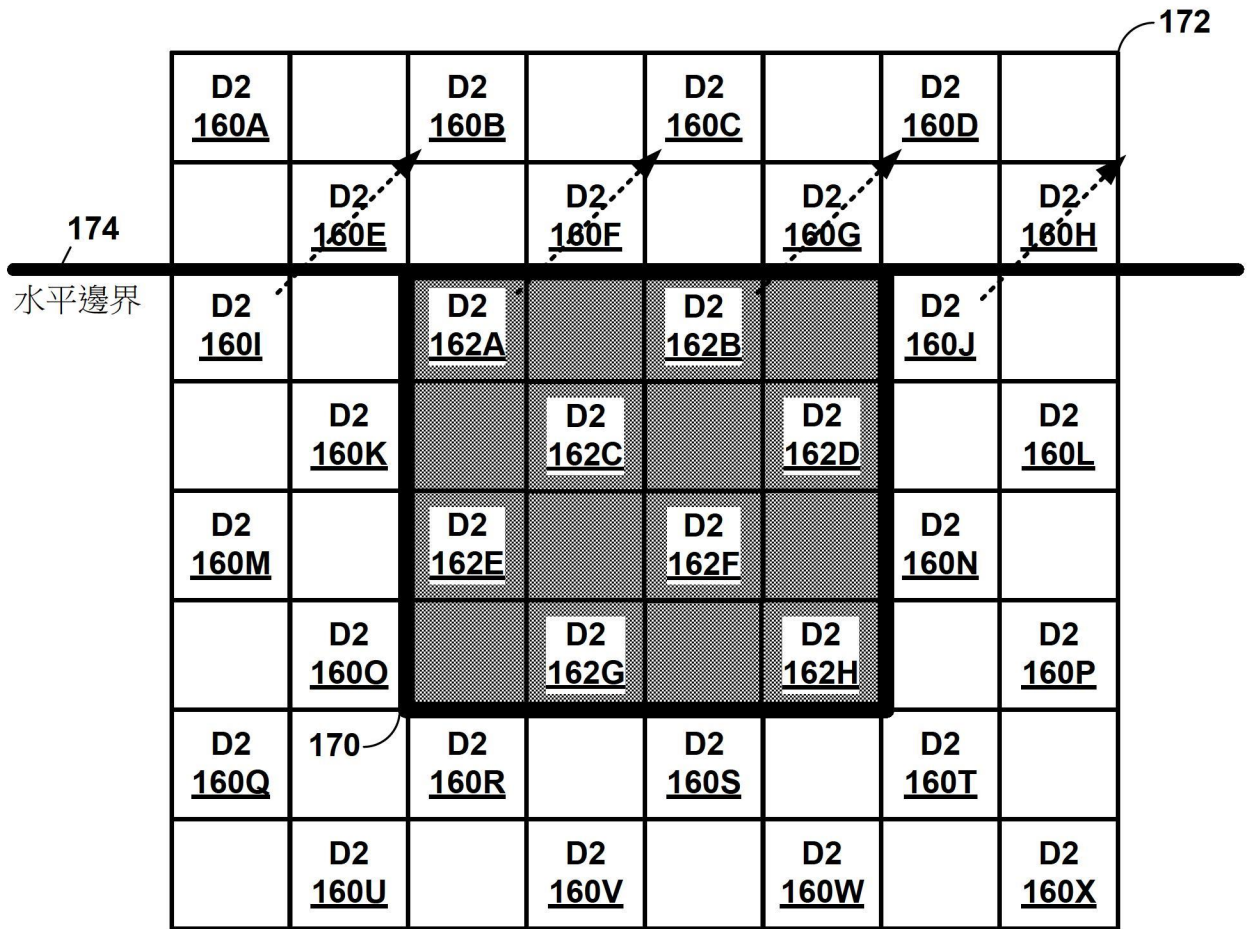 172
D2 D2 D2 D2
160A 160B 160C 160D
D2 D2 D2 D2
160E 160F 160G 160H
174
水平邊界
D2 D2 D2 D2
160I 162A 162B 160J
D2 D2 D2 D2
160K 162C 162D 160L
D2 D2 D2 D2
160M 162E 162F 160N
D2 D2 D2 D2
160O 162G 162H 160P
170
D2 D2 D2 D2
160Q 160R 160S 160T
D2 D2 D2 D2
160U 160V 160W 160X